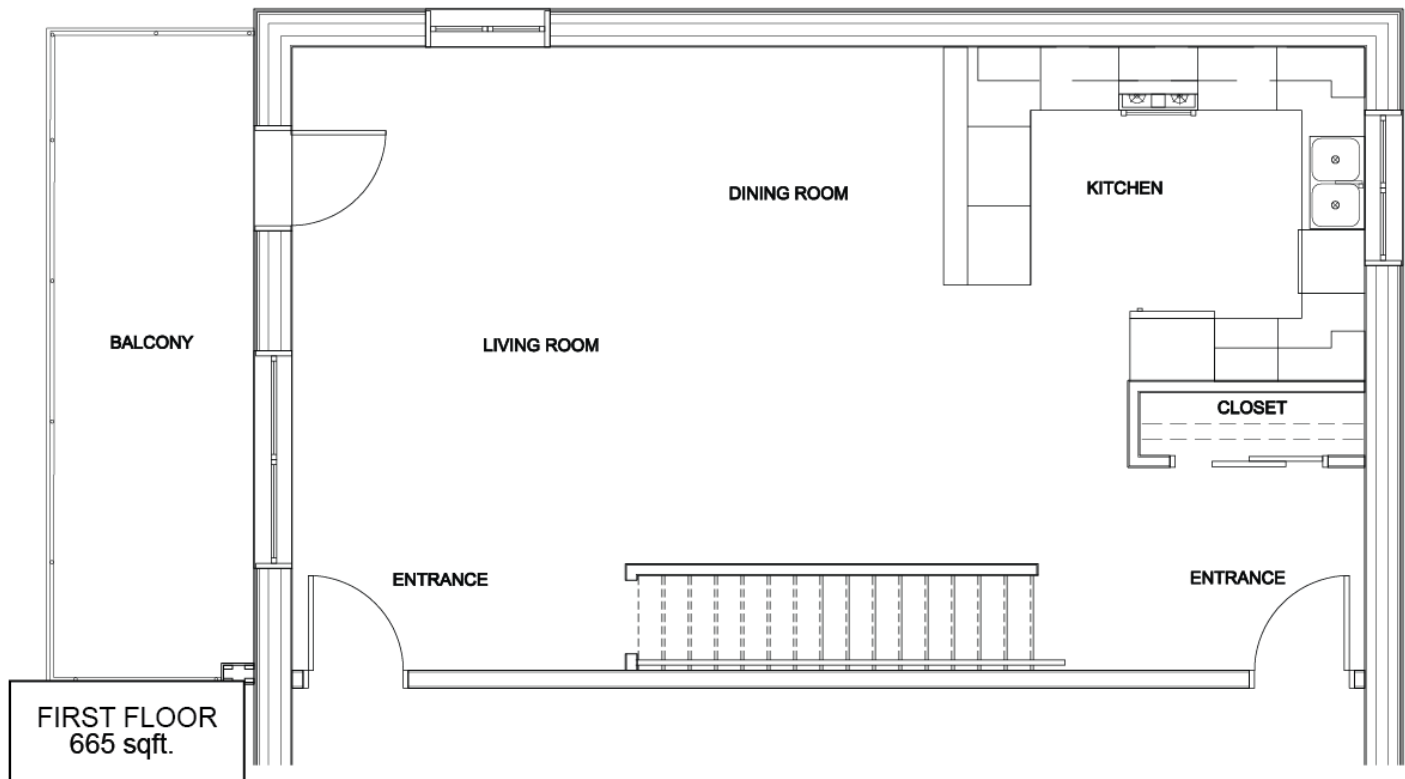 DINING ROOM
KITCHEN
BALCONY
LIVING ROOM
CLOSET
ENTRANCE
ENTRANCE
FIRST FLOOR
665 sqft.